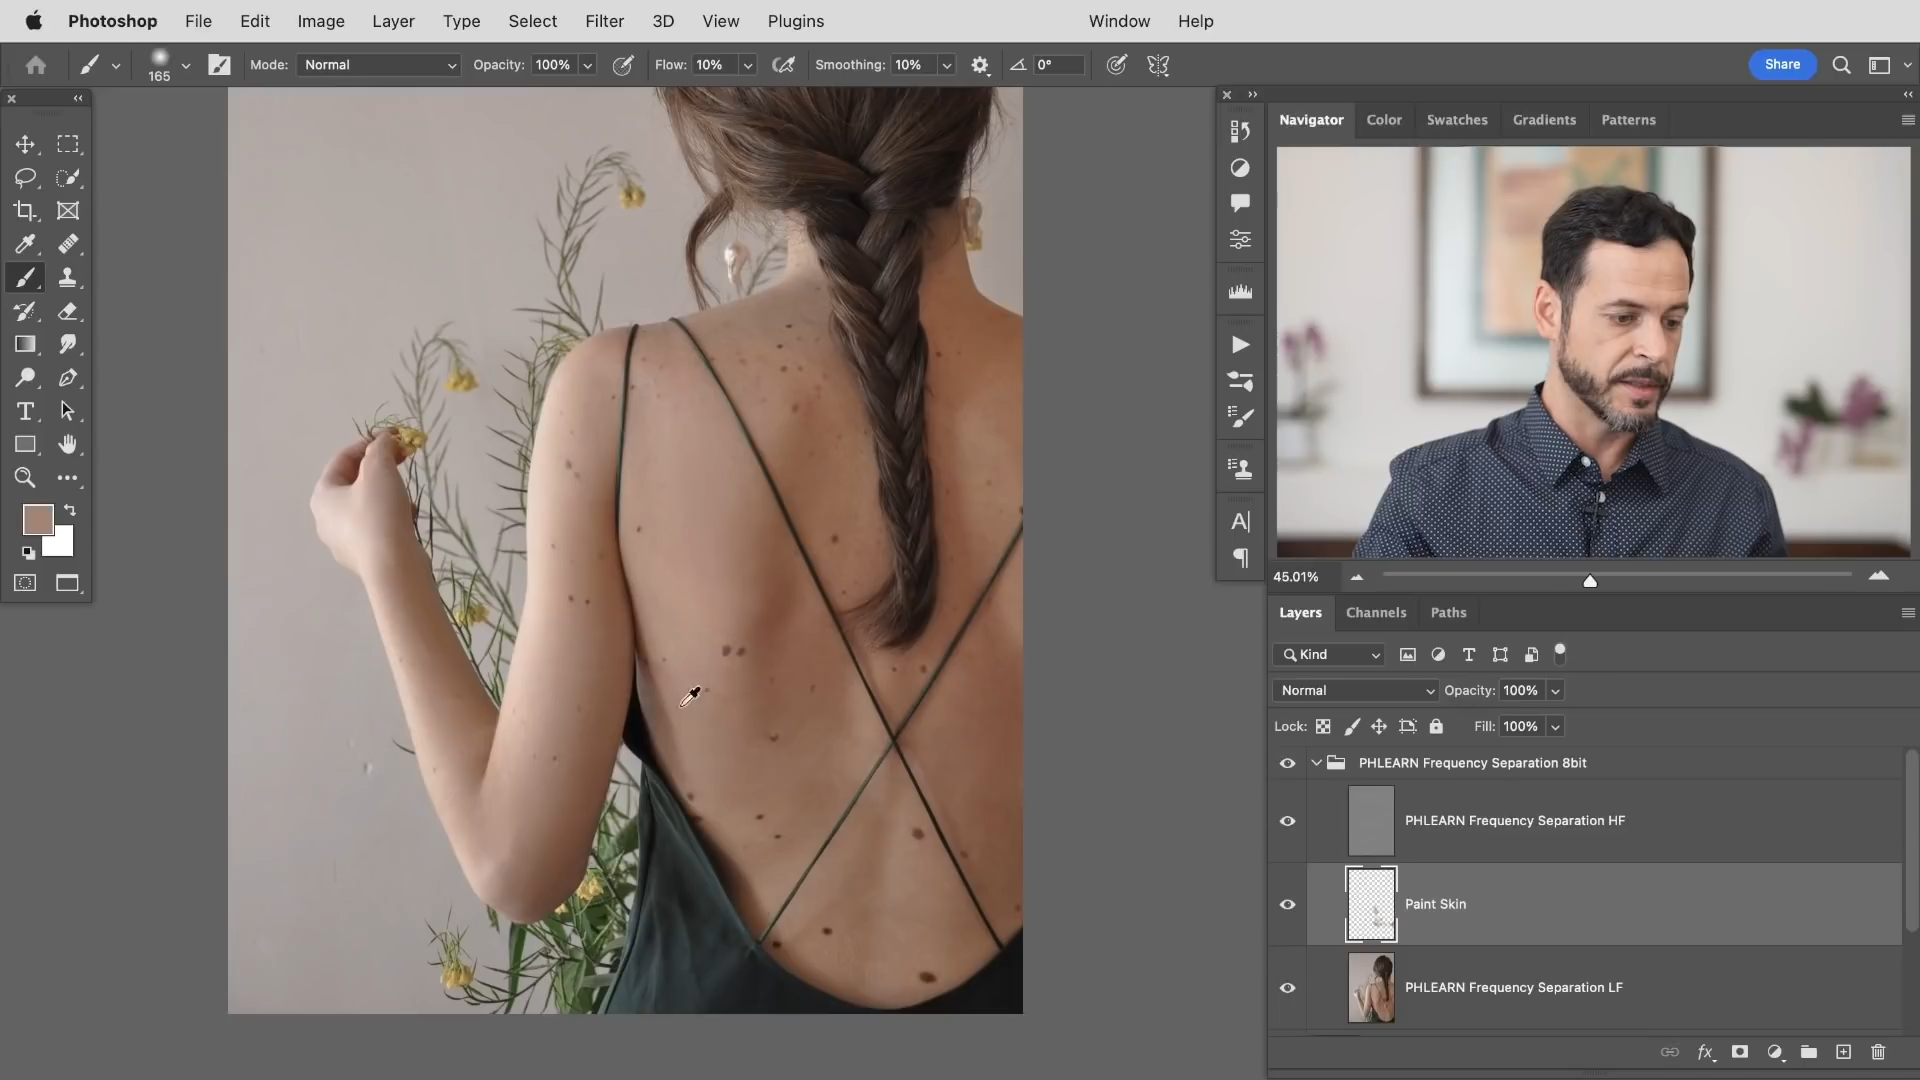 Photoshop File Edit Image Layer Type Select Filter 3D View Plugins Window Help
165 Mode: Normal Opacity: 100% Flow: 10% Smoothing: 10% 0° Share
Navigator Color Swatches Gradients Patterns
45.01%
Layers Channels Paths
Kind
Normal Opacity: 100%
Lock: Fill: 100%
PHLEARN Frequency Separation 8bit
PHLEARN Frequency Separation HF
Paint Skin
PHLEARN Frequency Separation LF